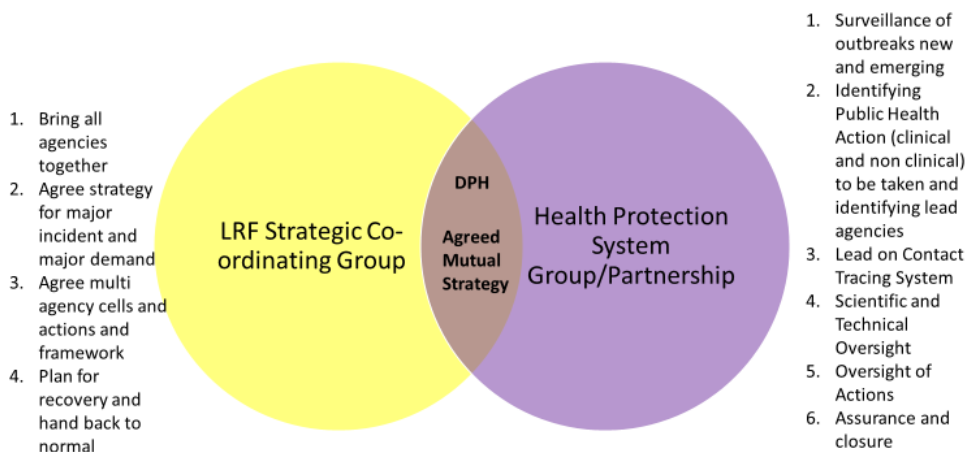 1. Bring all
agencies
together
2. Agree strategy
for major
incident and
major demand
3. Agree multi
agency cells and
actions and
framework
4. Plan for
recovery and
hand back to
normal
LRF Strategic Co-
ordinating Group
DPH
Agreed
Mutual
Strategy
Health Protection
System
Group/Partnership
1. Surveillance of
outbreaks new
and emerging
2. Identifying
Public Health
Action (clinical
and non clinical)
to be taken and
identifying lead
agencies
3. Lead on Contact
Tracing System
4. Scientific and
Technical
Oversight
5. Oversight of
Actions
6. Assurance and
closure